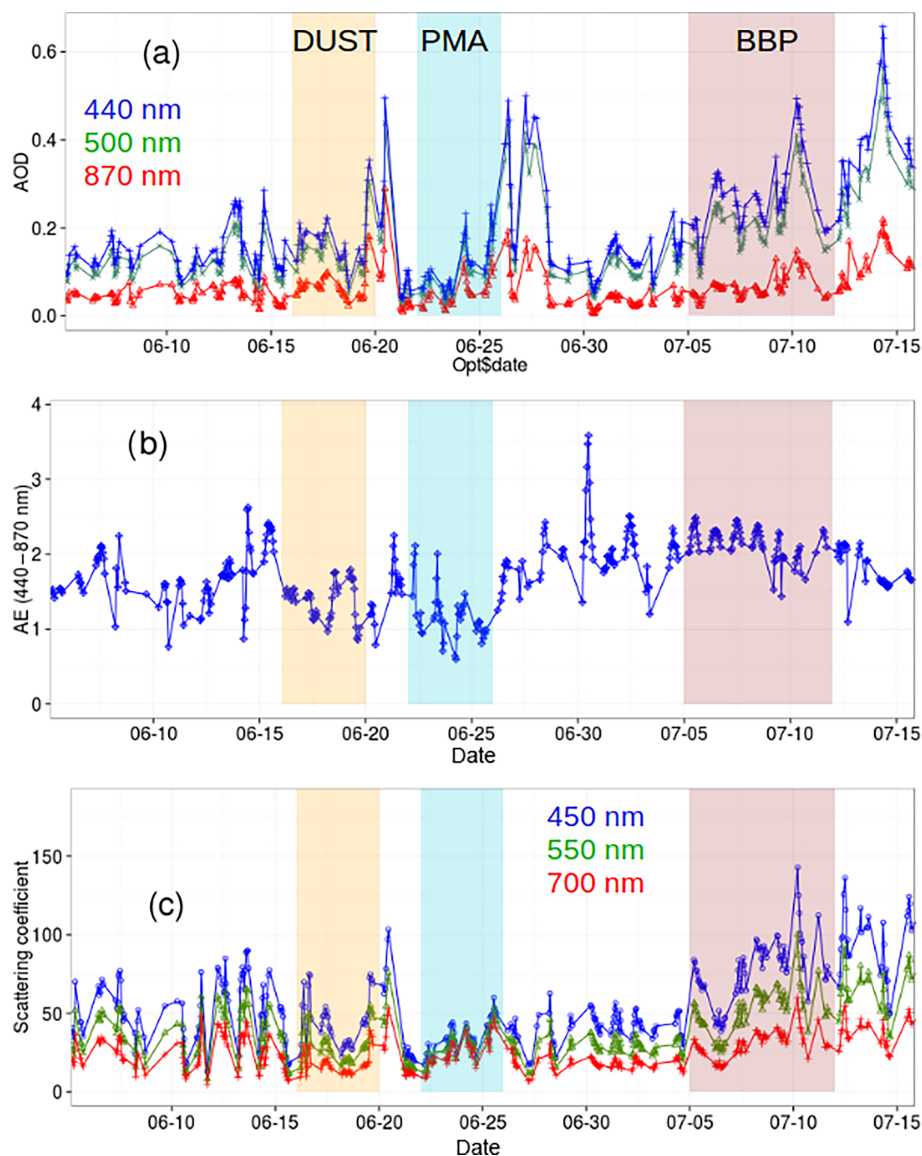 (a)
DUST
PMA
BBP
440 nm
500 nm
870 nm
AOD
0.6
0.4
0.2
0.0
06-10 06-15 06-20 06-25 06-30 07-05 07-10 07-15
Opt$date
(b)
AE (440−870 nm)
4
3
2
1
0
06-10 06-15 06-20 06-25 06-30 07-05 07-10 07-15
Date
(c)
450 nm
550 nm
700 nm
Scattering coefficient
150
100
50
0
06-10 06-15 06-20 06-25 06-30 07-05 07-10 07-15
Date